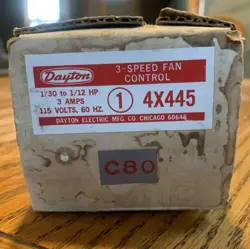 Dayton
3-SPEED FAN
CONTROL
1/30 to 1/12 HP
3 AMPS
115 VOLTS, 60 HZ.
1 4X445
DAYTON ELECTRIC MFG. CO. CHICAGO 60648
C80